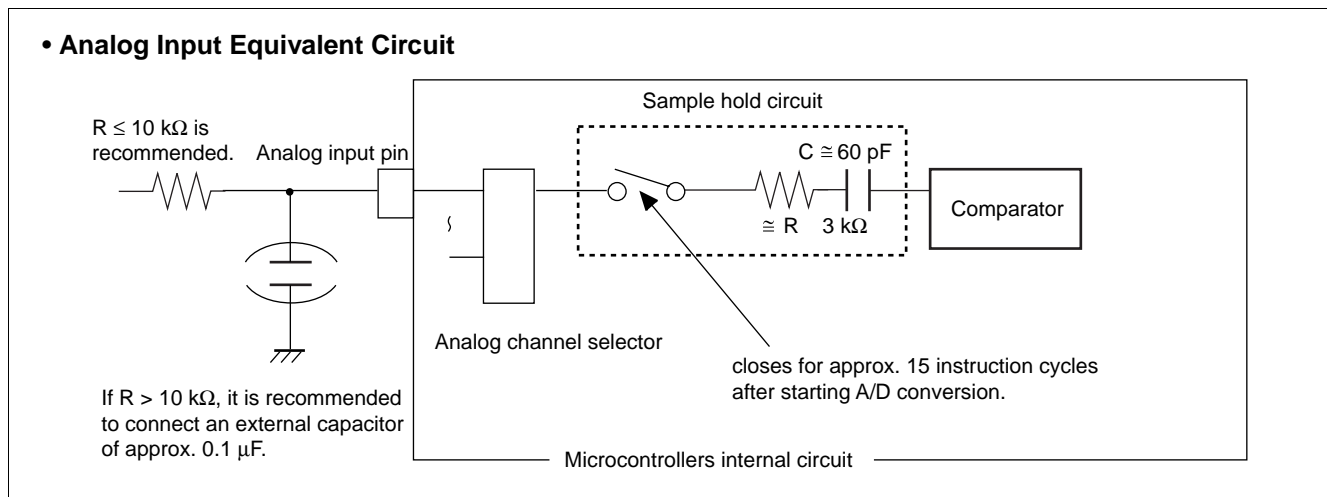 • Analog Input Equivalent Circuit
Sample hold circuit
R ≤ 10 kΩ is
recommended.
Analog input pin
C ≅ 60 pF
≅ R 3 kΩ
Comparator
Analog channel selector
closes for approx. 15 instruction cycles
after starting A/D conversion.
If R > 10 kΩ, it is recommended
to connect an external capacitor
of approx. 0.1 μF.
Microcontrollers internal circuit